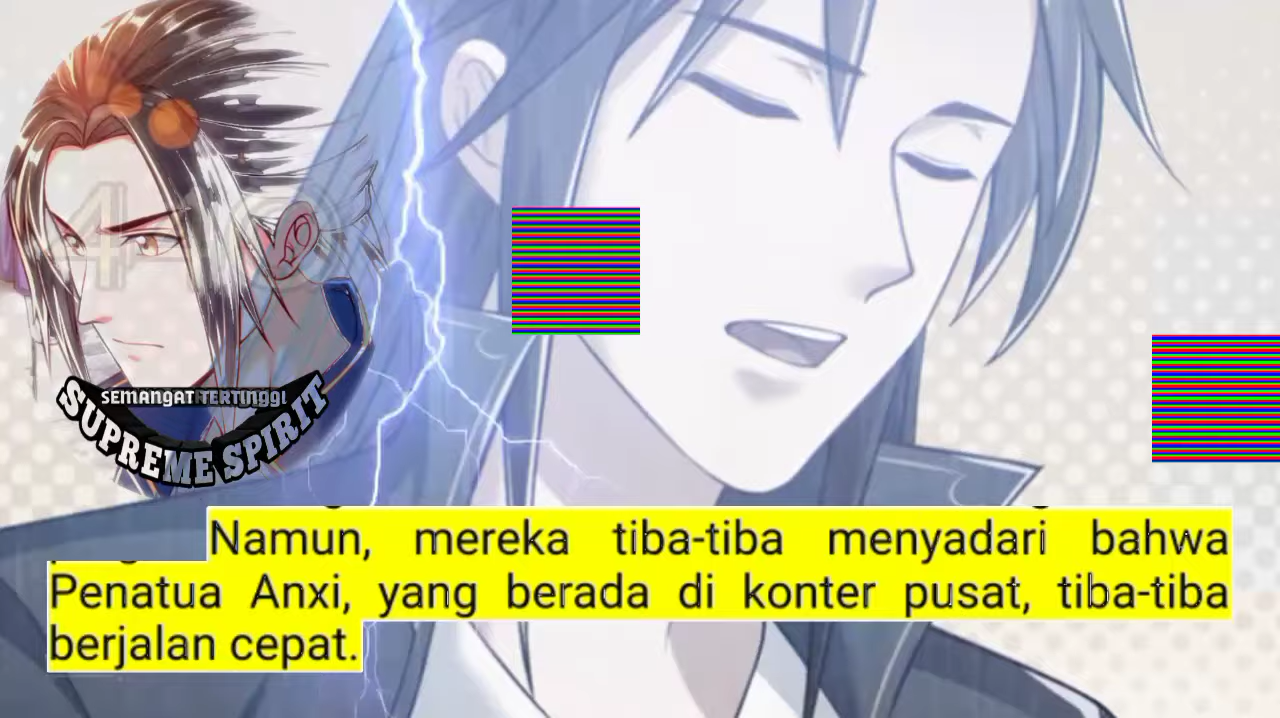 SEMANGAT TERTINGGI
SUPREME SPIRIT
Namun, mereka tiba-tiba menyadari bahwa
Penatua Anxi, yang berada di konter pusat, tiba-tiba
berjalan cepat.